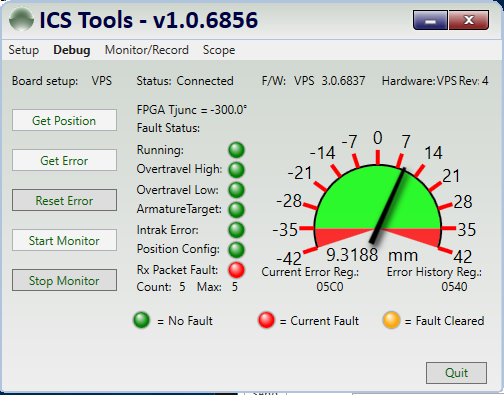 ICS Tools - v1.0.6856
Setup Debug Monitor/Record Scope
Board setup: VPS Status: Connected F/W: VPS 3.0.6837 Hardware:VPS Rev: 4
Get Position
Get Error
Reset Error
Start Monitor
Stop Monitor
FPGA Tjunc = -300.0°
Fault Status:
Running:
Overtravel High:
Overtravel Low:
ArmatureTarget:
Intrak Error:
Position Config:
Rx Packet Fault:
Count: 5 Max: 5
-42
-35
-28
-21
-14
-7
0
7
14
21
28
35
42
9.3188 mm
Current Error Reg.:
05C0
Error History Reg.:
0540
= No Fault = Current Fault = Fault Cleared
Quit